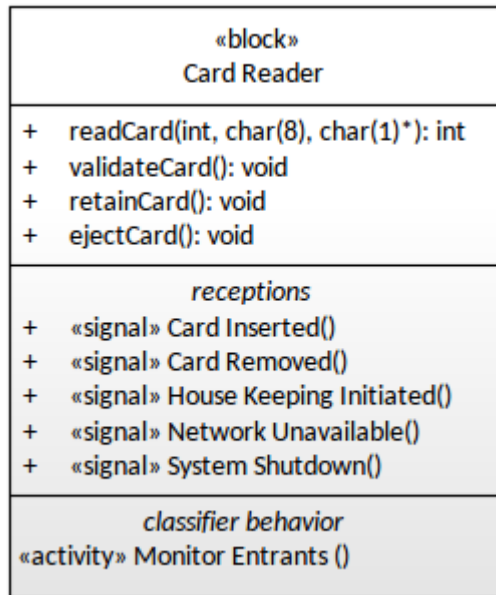 «block»
Card Reader
+ readCard(int, char(8), char(1)*): int
+ validateCard(): void
+ retainCard(): void
+ ejectCard(): void
receptions
+ «signal» Card Inserted()
+ «signal» Card Removed()
+ «signal» House Keeping Initiated()
+ «signal» Network Unavailable()
+ «signal» System Shutdown()
classifier behavior
«activity» Monitor Entrants ()